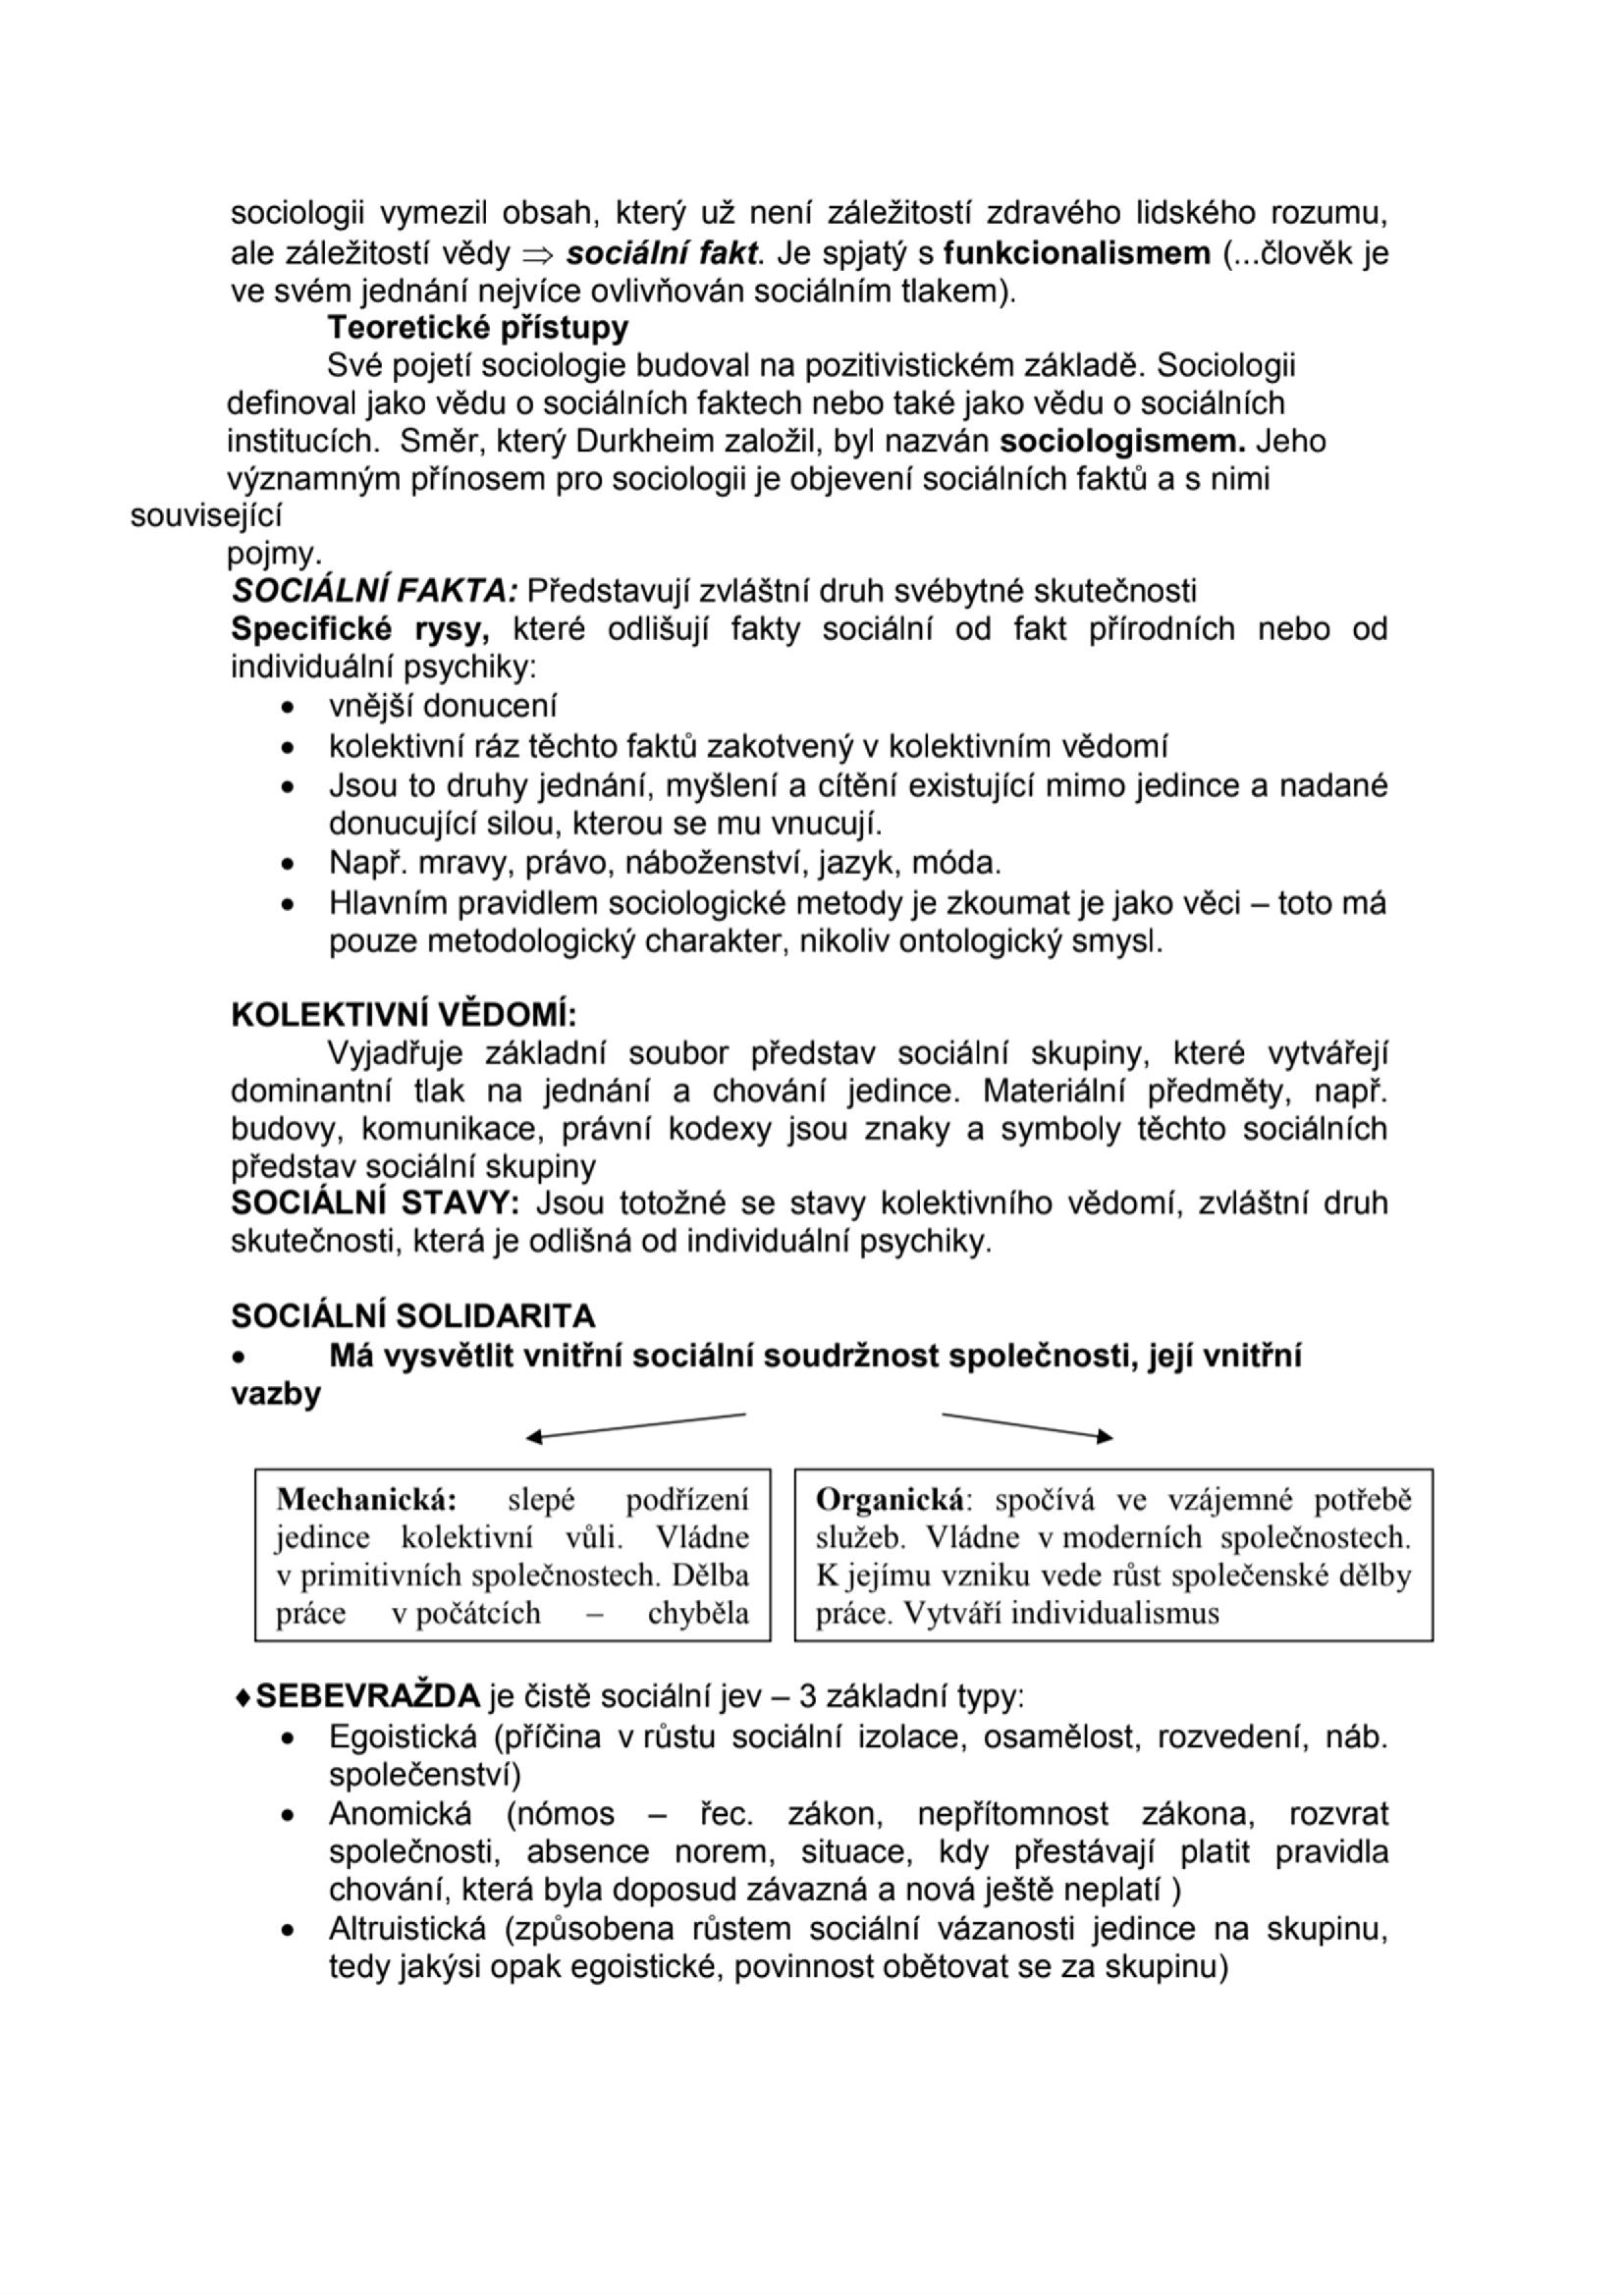 sociologii vymezil obsah, který už není záležitostí zdravého lidského rozumu,
ale záležitostí vědy ⇒ sociální fakt. Je spjatý s funkcionalismem (...člověk je
ve svém jednání nejvíce ovlivňován sociálním tlakem).
Teoretické přístupy
Své pojetí sociologie budoval na pozitivistickém základě. Sociologii
definoval jako vědu o sociálních faktech nebo také jako vědu o sociálních
institucích. Směr, který Durkheim založil, byl nazván sociologismem. Jeho
významným přínosem pro sociologii je objevení sociálních faktů a s nimi
související
pojmy.
SOCIÁLNÍ FAKTA: Představují zvláštní druh svébytné skutečnosti
Specifické rysy, které odlišují fakty sociální od fakt přírodních nebo od
individuální psychiky:
• vnější donucení
• kolektivní ráz těchto faktů zakotvený v kolektivním vědomí
• Jsou to druhy jednání, myšlení a cítění existující mimo jedince a nadané
donucující silou, kterou se mu vnucují.
• Např. mravy, právo, náboženství, jazyk, móda.
• Hlavním pravidlem sociologické metody je zkoumat je jako věci – toto má
pouze metodologický charakter, nikoliv ontologický smysl.
KOLEKTIVNÍ VĚDOMÍ:
Vyjadřuje základní soubor představ sociální skupiny, které vytvářejí
dominantní tlak na jednání a chování jedince. Materiální předměty, např.
budovy, komunikace, právní kodexy jsou znaky a symboly těchto sociálních
představ sociální skupiny
SOCIÁLNÍ STAVY: Jsou totožné se stavy kolektivního vědomí, zvláštní druh
skutečnosti, která je odlišná od individuální psychiky.
SOCIÁLNÍ SOLIDARITA
• Má vysvětlit vnitřní sociální soudržnost společnosti, její vnitřní
vazby
Mechanická: slepé podřízení
jedince kolektivní vůli. Vládne
v primitivních společnostech. Dělba
práce v počátcích – chyběla
Organická: spočívá ve vzájemné potřebě
služeb. Vládne v moderních společnostech.
K jejímu vzniku vede růst společenské dělby
práce. Vytváří individualismus
♦SEBEVRAŽDA je čistě sociální jev – 3 základní typy:
• Egoistická (příčina v růstu sociální izolace, osamělost, rozvedení, náb.
společenství)
• Anomická (nómos – řec. zákon, nepřítomnost zákona, rozvrat
společnosti, absence norem, situace, kdy přestávají platit pravidla
chování, která byla doposud závazná a nová ještě neplatí )
• Altruistická (způsobena růstem sociální vázanosti jedince na skupinu,
tedy jakýsi opak egoistické, povinnost obětovat se za skupinu)